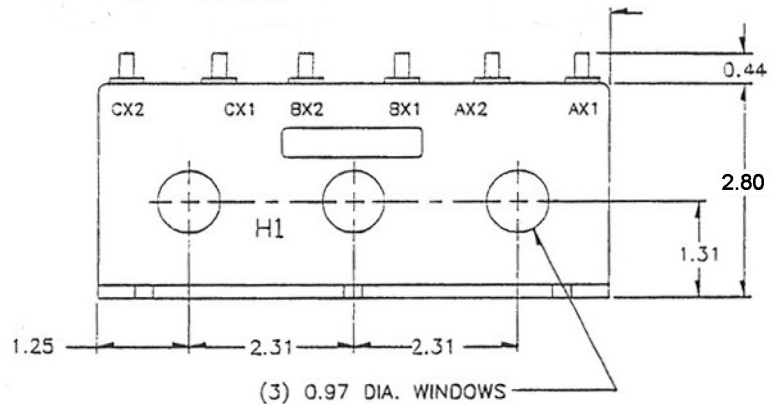 0.44
CX2 CX1 BX2 BX1 AX2 AX1
2.80
H1
1.31
1.25 2.31 2.31
(3) 0.97 DIA. WINDOWS